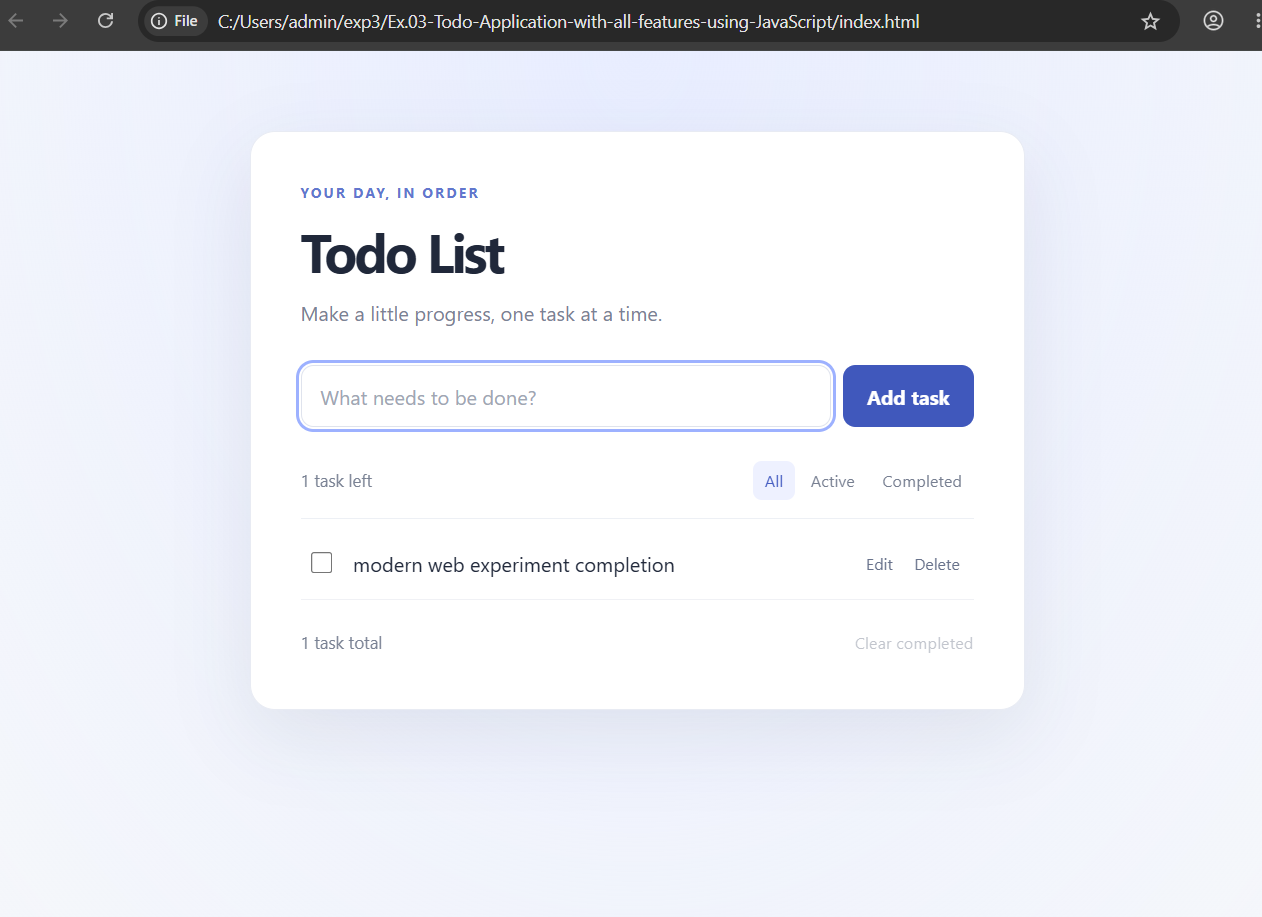 File C:/Users/admin/exp3/Ex.03-Todo-Application-with-all-features-using-JavaScript/index.html
YOUR DAY, IN ORDER
Todo List
Make a little progress, one task at a time.
What needs to be done? Add task
1 task left All Active Completed
modern web experiment completion Edit Delete
1 task total Clear completed